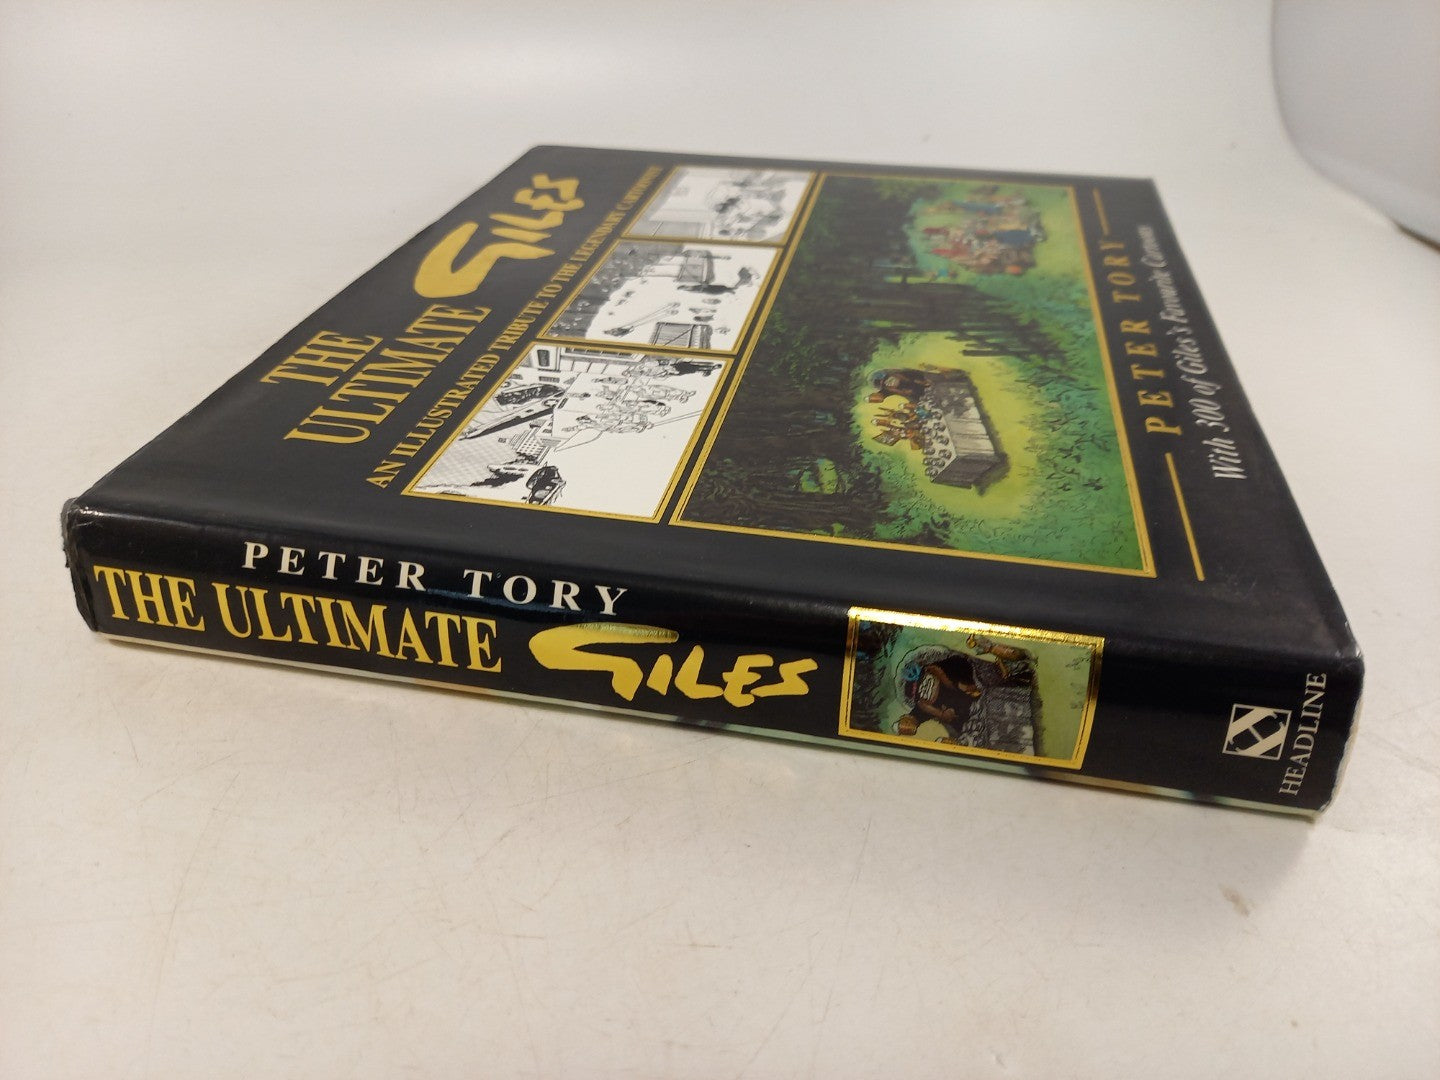 THE
ULTIMATE
GILES
AN ILLUSTRATED TRIBUTE TO THE LEGENDARY CARTOONIST
PETER TORY
With 300 of Giles's Favourite Cartoons
PETER TORY
THE ULTIMATE GILES
HEADLINE